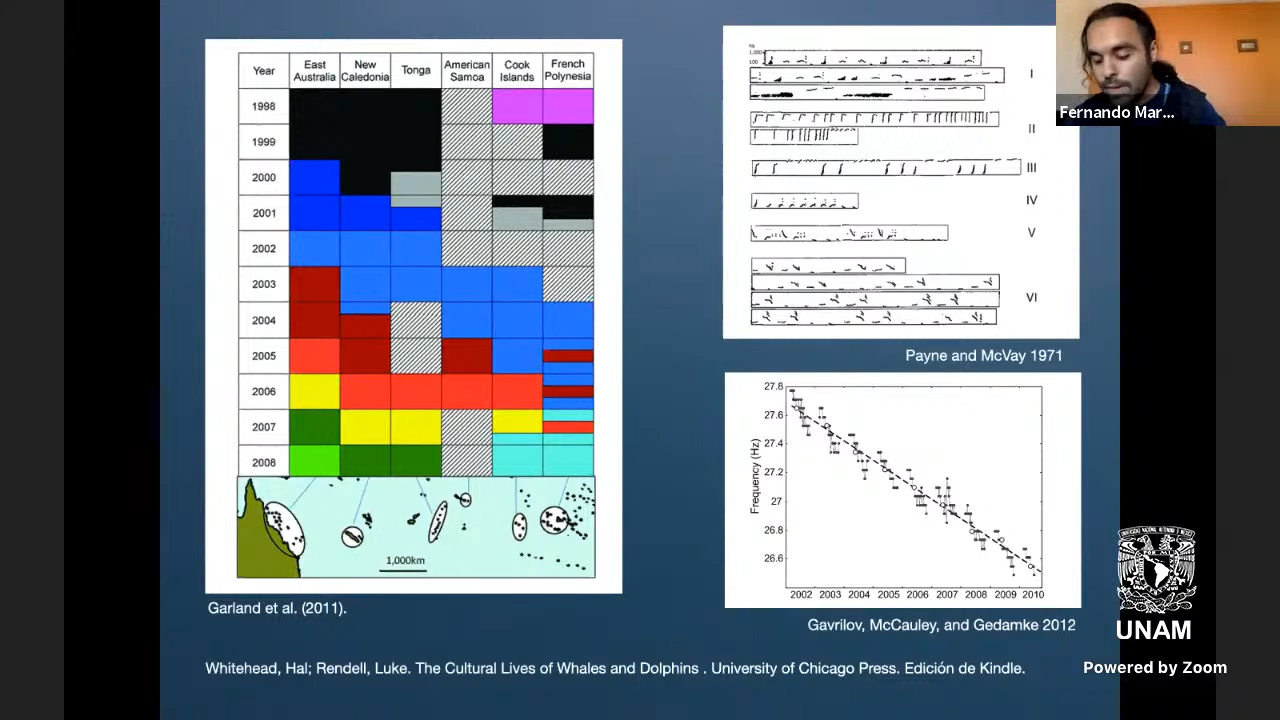 Year East Australia New Caledonia Tonga American Samoa Cook Islands French Polynesia
1998
1999
2000
2001
2002
2003
2004
2005
2006
2007
2008
1,000km
Garland et al. (2011).
I
II
III
IV
V
VI
Payne and McVay 1971
Frequency (Hz)
27.8
27.6
27.4
27.2
27
26.8
26.6
2002 2003 2004 2005 2006 2007 2008 2009 2010
Gavrilov, McCauley, and Gedamke 2012
Whitehead, Hal; Rendell, Luke. The Cultural Lives of Whales and Dolphins . University of Chicago Press. Edición de Kindle.
Fernando Mar...
UNAM
Powered by Zoom